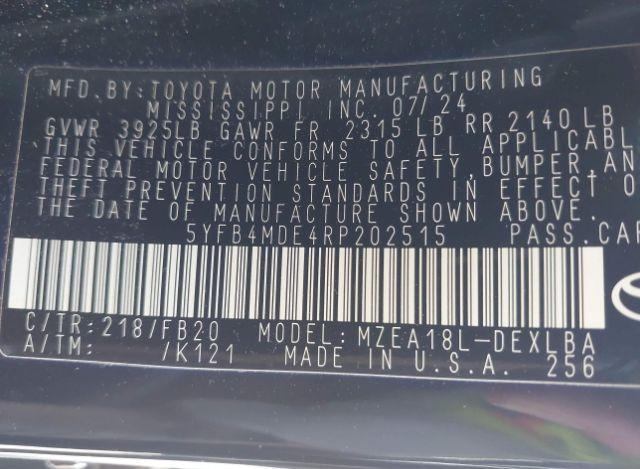 MFD. BY: TOYOTA MOTOR MANUFACTURING
MISSISSIPPI, INC. 07/24
GVWR 3925LB GAWR FR 2315 LB RR 2140 LB
THIS VEHICLE CONFORMS TO ALL APPLICABL
FEDERAL MOTOR VEHICLE SAFETY, BUMPER, AN
THEFT PREVENTION STANDARDS IN EFFECT O
THE DATE OF MANUFACTURE SHOWN ABOVE.
5YFB4MDE4RP202515 PASS. CAR
C/TR: 218/FB20 MODEL: MZEA18L-DEXLBA
A/TM: /K121 MADE IN U.S.A. 256